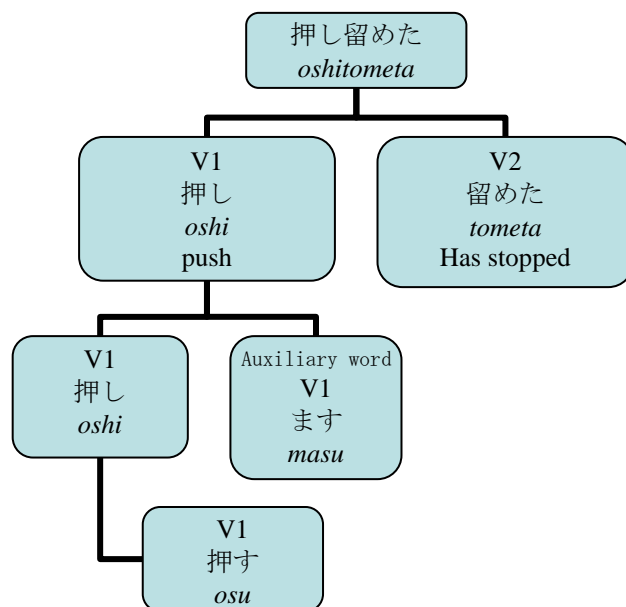 押し留めた
oshitometa
V1
押し
oshi
push
V2
留めた
tometa
Has stopped
V1
押し
oshi
Auxiliary word
V1
ます
masu
V1
押す
osu